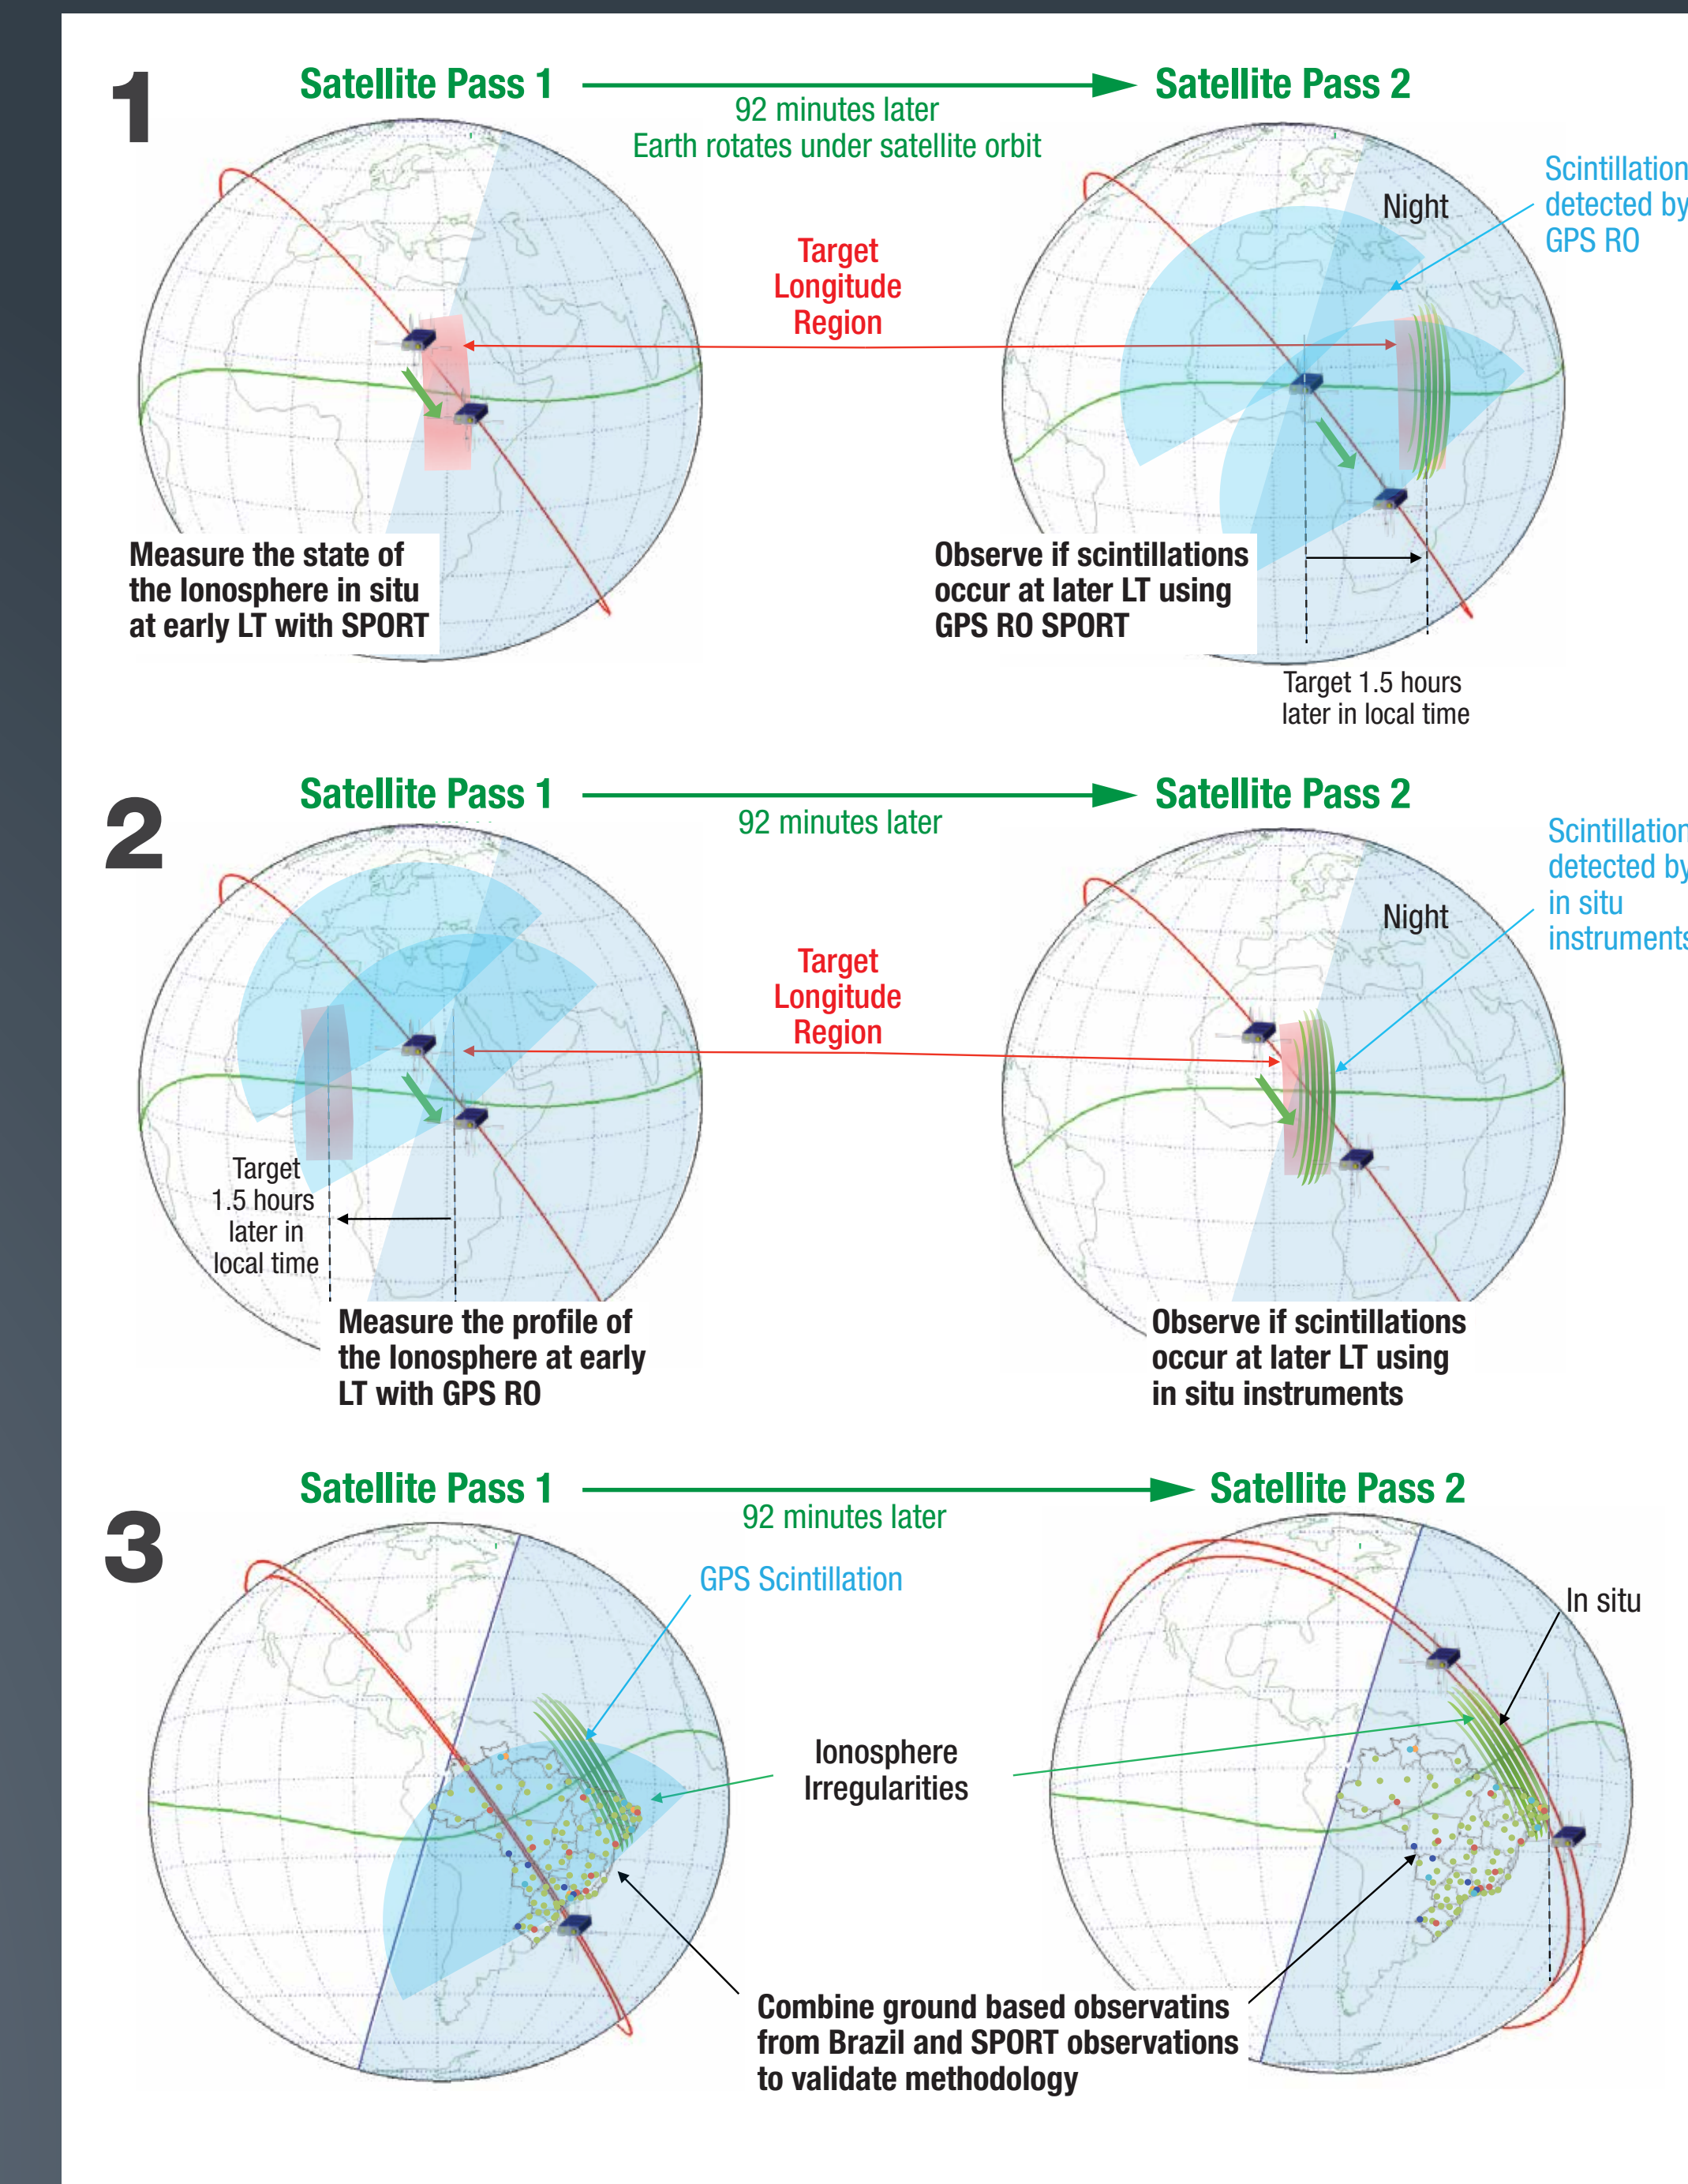 1
Satellite Pass 1
92 minutes later
Earth rotates under satellite orbit
Satellite Pass 2
Night
Scintillation
detected by
GPS RO
Target
Longitude
Region
Measure the state of
the Ionosphere in situ
at early LT with SPORT
Observe if scintillations
occur at later LT using
GPS RO SPORT
Target 1.5 hours
later in local time
2
Satellite Pass 1
92 minutes later
Satellite Pass 2
Night
Scintillation
detected by
in situ
instruments
Target
Longitude
Region
Target
1.5 hours
later in
local time
Measure the profile of
the Ionosphere at early
LT with GPS RO
Observe if scintillations
occur at later LT using
in situ instruments
3
Satellite Pass 1
92 minutes later
Satellite Pass 2
GPS Scintillation
In situ
Ionosphere
Irregularities
Combine ground based observatins
from Brazil and SPORT observations
to validate methodology